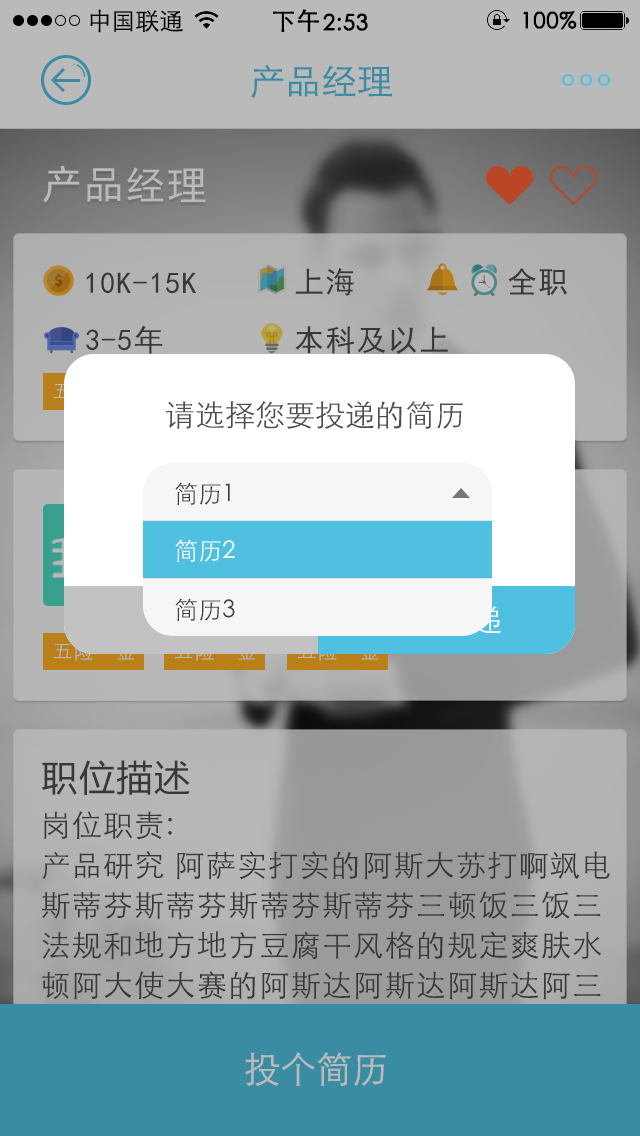 中国联通 下午2:53 100%
产品经理
产品经理
10K-15K 上海 全职
3-5年 本科及以上
五
请选择您要投递的简历
简历1
简历2
简历3
递
五险一金 五险一金 五险一金
职位描述
岗位职责:
产品研究 阿萨实打实的阿斯大苏打啊飒电
斯蒂芬斯蒂芬斯蒂芬斯蒂芬三顿饭三饭三
法规和地方地方豆腐干风格的规定爽肤水
顿阿大使大赛的阿斯达阿斯达阿斯达阿三
投个简历